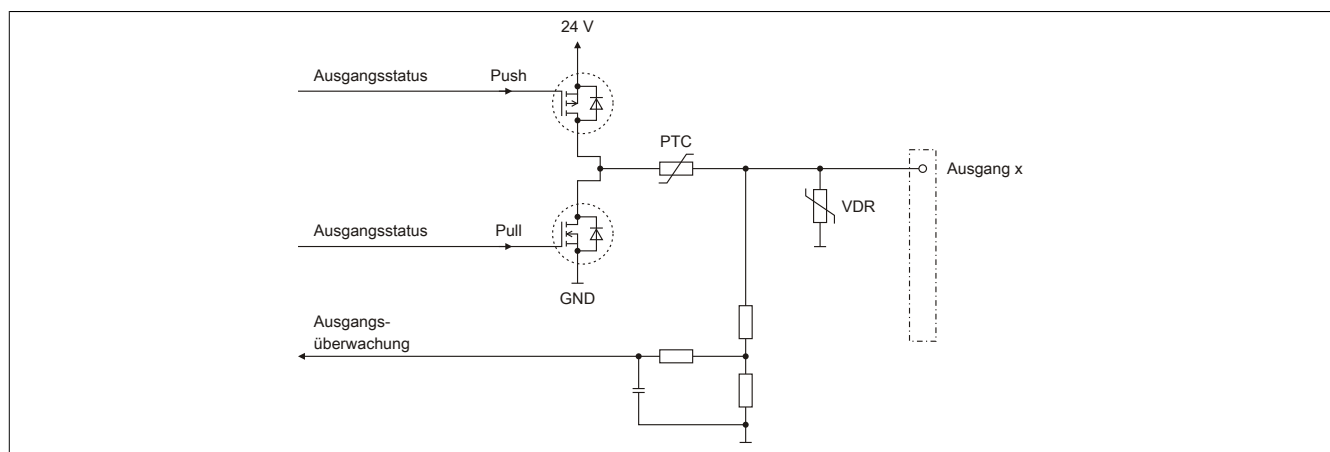 24 V
Ausgangsstatus
Push
PTC
Ausgang x
VDR
Ausgangsstatus
Pull
GND
Ausgangs-
überwachung